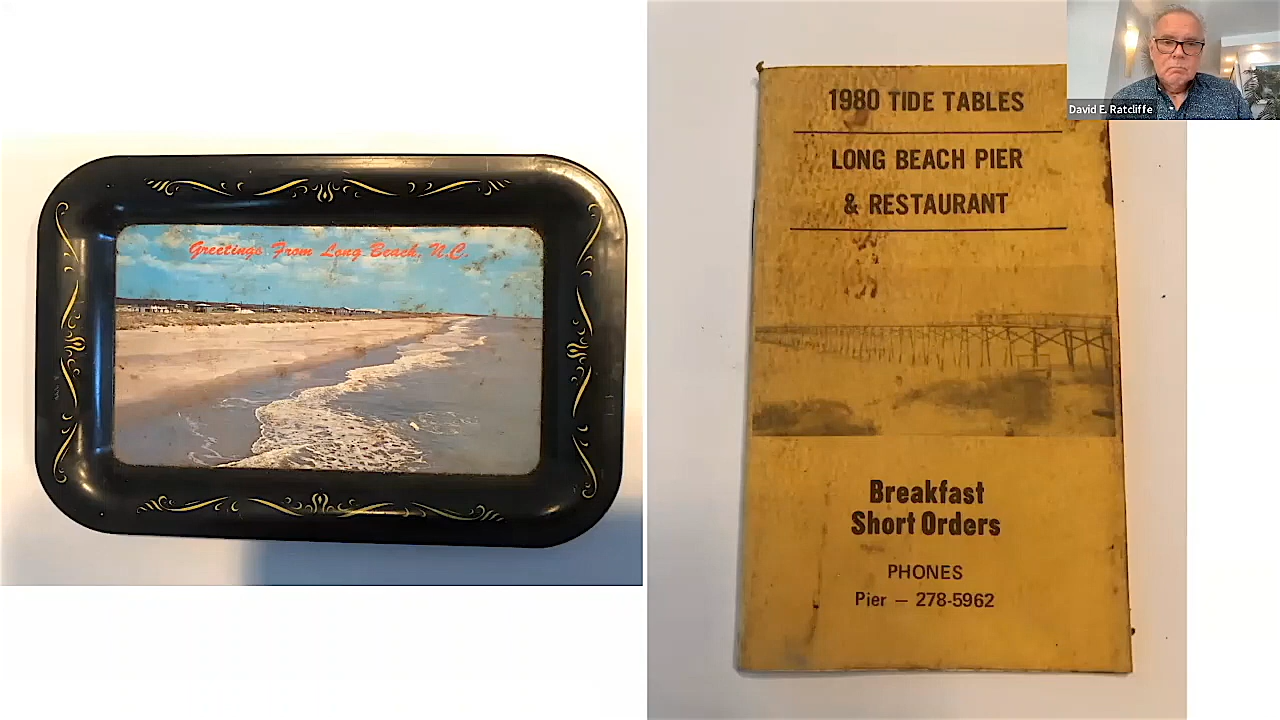 Greetings From Long Beach, N.C.
1980 TIDE TABLES
LONG BEACH PIER
& RESTAURANT
Breakfast
Short Orders
PHONES
Pier — 278-5962
David E. Ratcliffe